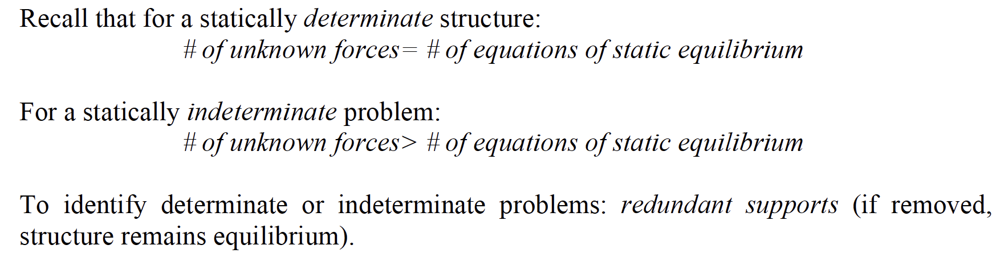 Recall that for a statically determinate structure:
# of unknown forces= # of equations of static equilibrium
For a statically indeterminate problem:
# of unknown forces> # of equations of static equilibrium
To identify determinate or indeterminate problems: redundant supports (if removed,
structure remains equilibrium).